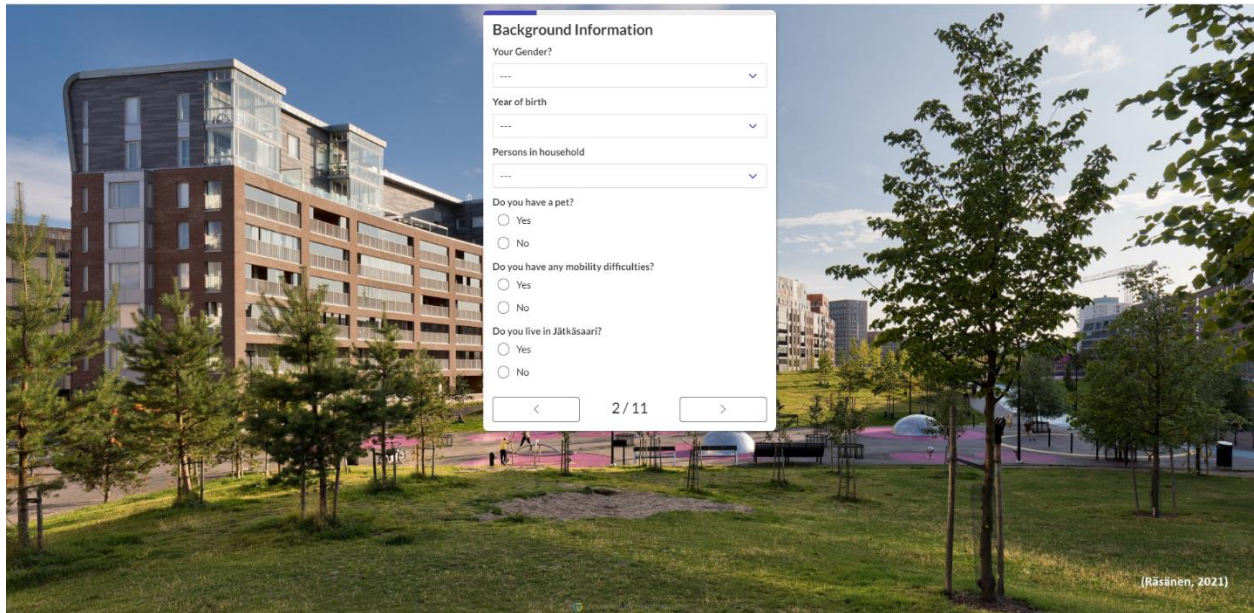 Background Information
Your Gender?
---
Year of birth
---
Persons in household
---
Do you have a pet?
Yes
No
Do you have any mobility difficulties?
Yes
No
Do you live in Jätkäsaari?
Yes
No
2 / 11
(Räsänen, 2021)